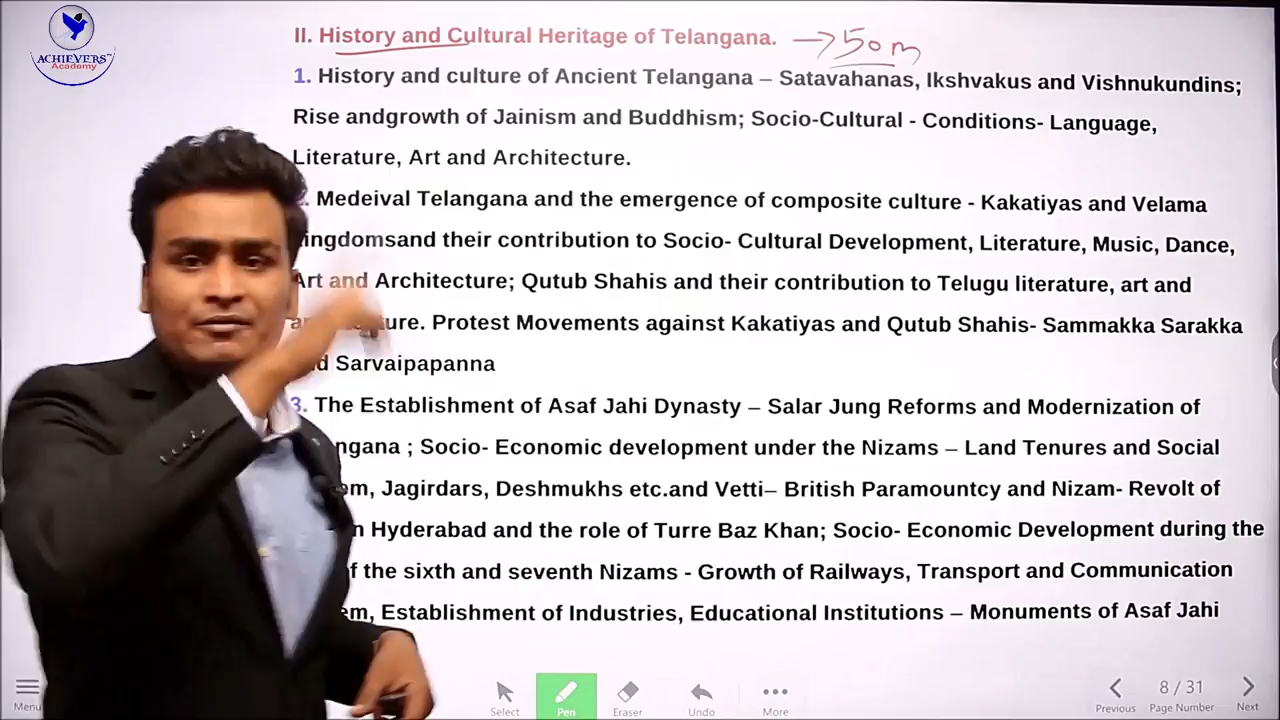 ACHIEVERS
Academy
II. History and Cultural Heritage of Telangana. → 50 m
1. History and culture of Ancient Telangana – Satavahanas, Ikshvakus and Vishnukundins;
Rise andgrowth of Jainism and Buddhism; Socio-Cultural - Conditions- Language,
Literature, Art and Architecture.
Medeival Telangana and the emergence of composite culture - Kakatiyas and Velama
and their contribution to Socio- Cultural Development, Literature, Music, Dance,
Art and Architecture; Qutub Shahis and their contribution to Telugu literature, art and
Protest Movements against Kakatiyas and Qutub Shahis- Sammakka Sarakka
Sarvaipapanna
3. The Establishment of Asaf Jahi Dynasty – Salar Jung Reforms and Modernization of
; Socio- Economic development under the Nizams – Land Tenures and Social
Jagirdars, Deshmukhs etc.and Vetti– British Paramountcy and Nizam- Revolt of
Hyderabad and the role of Turre Baz Khan; Socio- Economic Development during the
the sixth and seventh Nizams - Growth of Railways, Transport and Communication
Establishment of Industries, Educational Institutions – Monuments of Asaf Jahi
Menu
Select
Pen
Eraser
Undo
More
Previous
8 / 31
Page Number
Next